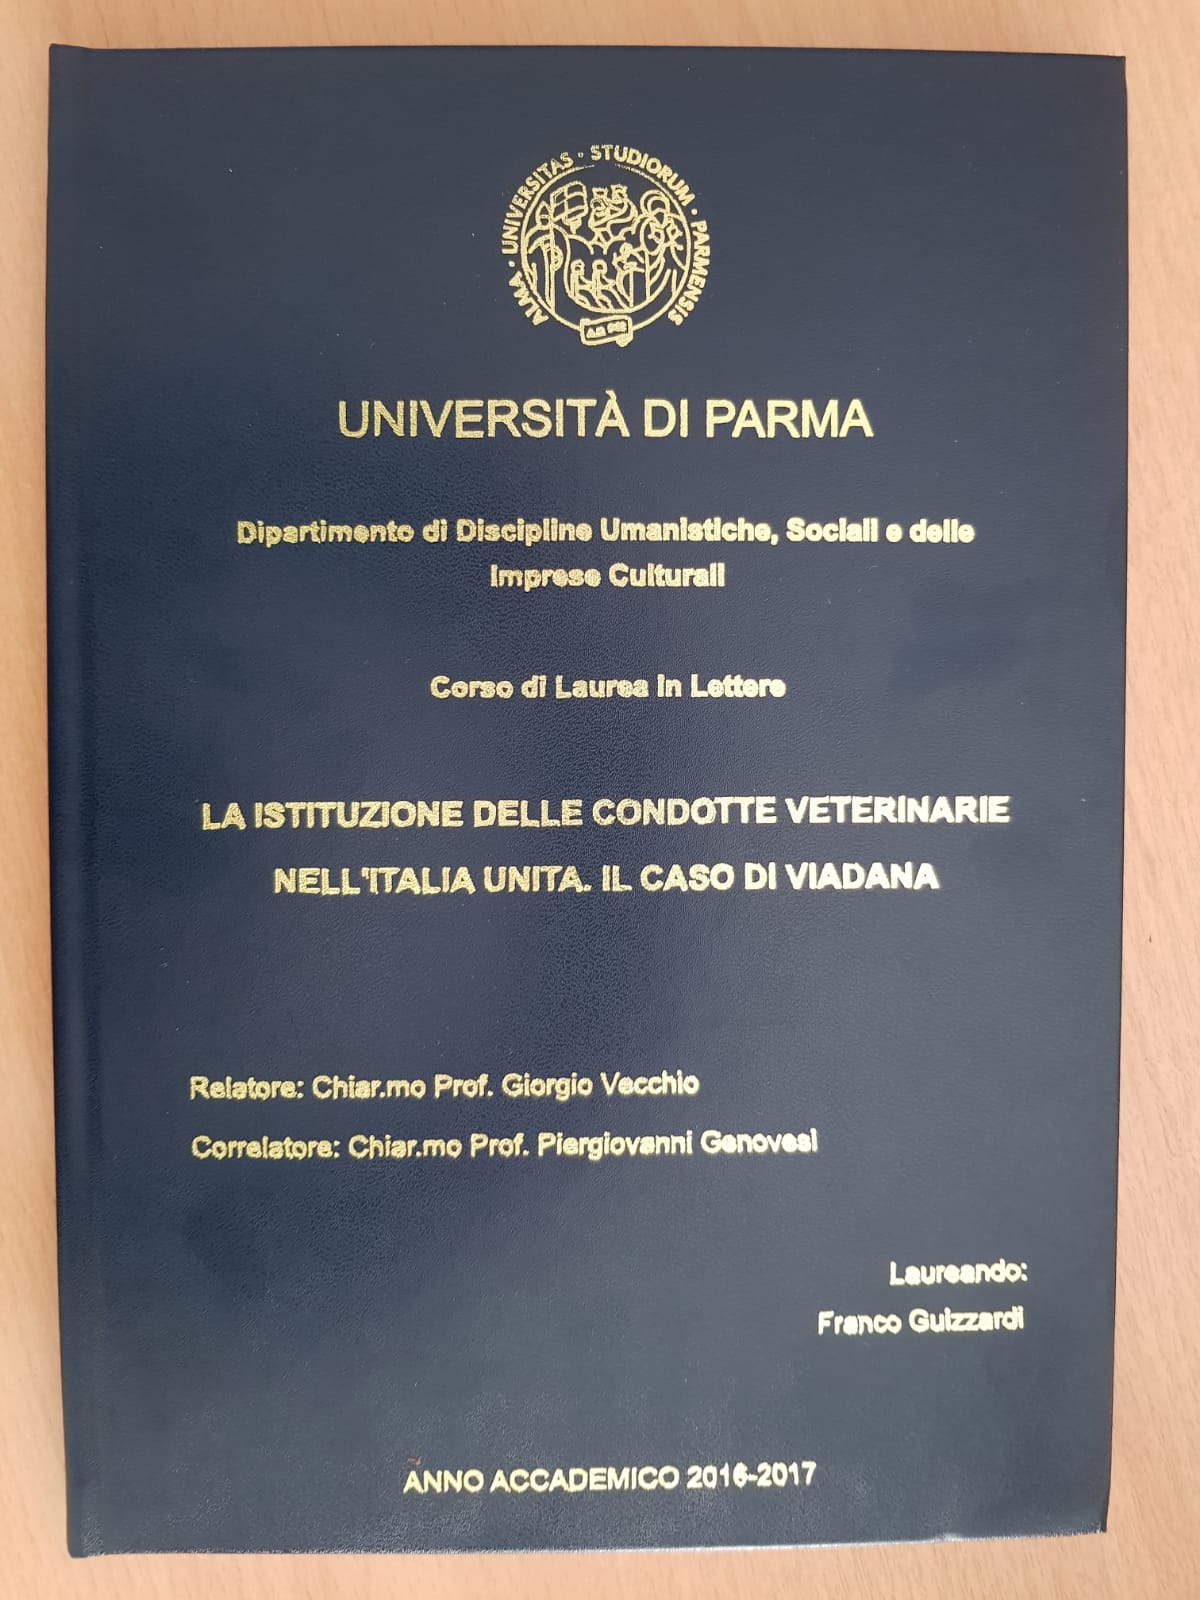 ALMA · UNIVERSITAS · STUDIORUM · PARMENSIS
UNIVERSITÀ DI PARMA
Dipartimento di Discipline Umanistiche, Sociali e delle
Imprese Culturali
Corso di Laurea in Lettere
LA ISTITUZIONE DELLE CONDOTTE VETERINARIE
NELL'ITALIA UNITA. IL CASO DI VIADANA
Relatore: Chiar.mo Prof. Giorgio Vecchio
Correlatore: Chiar.mo Prof. Piergiovanni Genovesi
Laureando:
Franco Guizzardi
ANNO ACCADEMICO 2016-2017